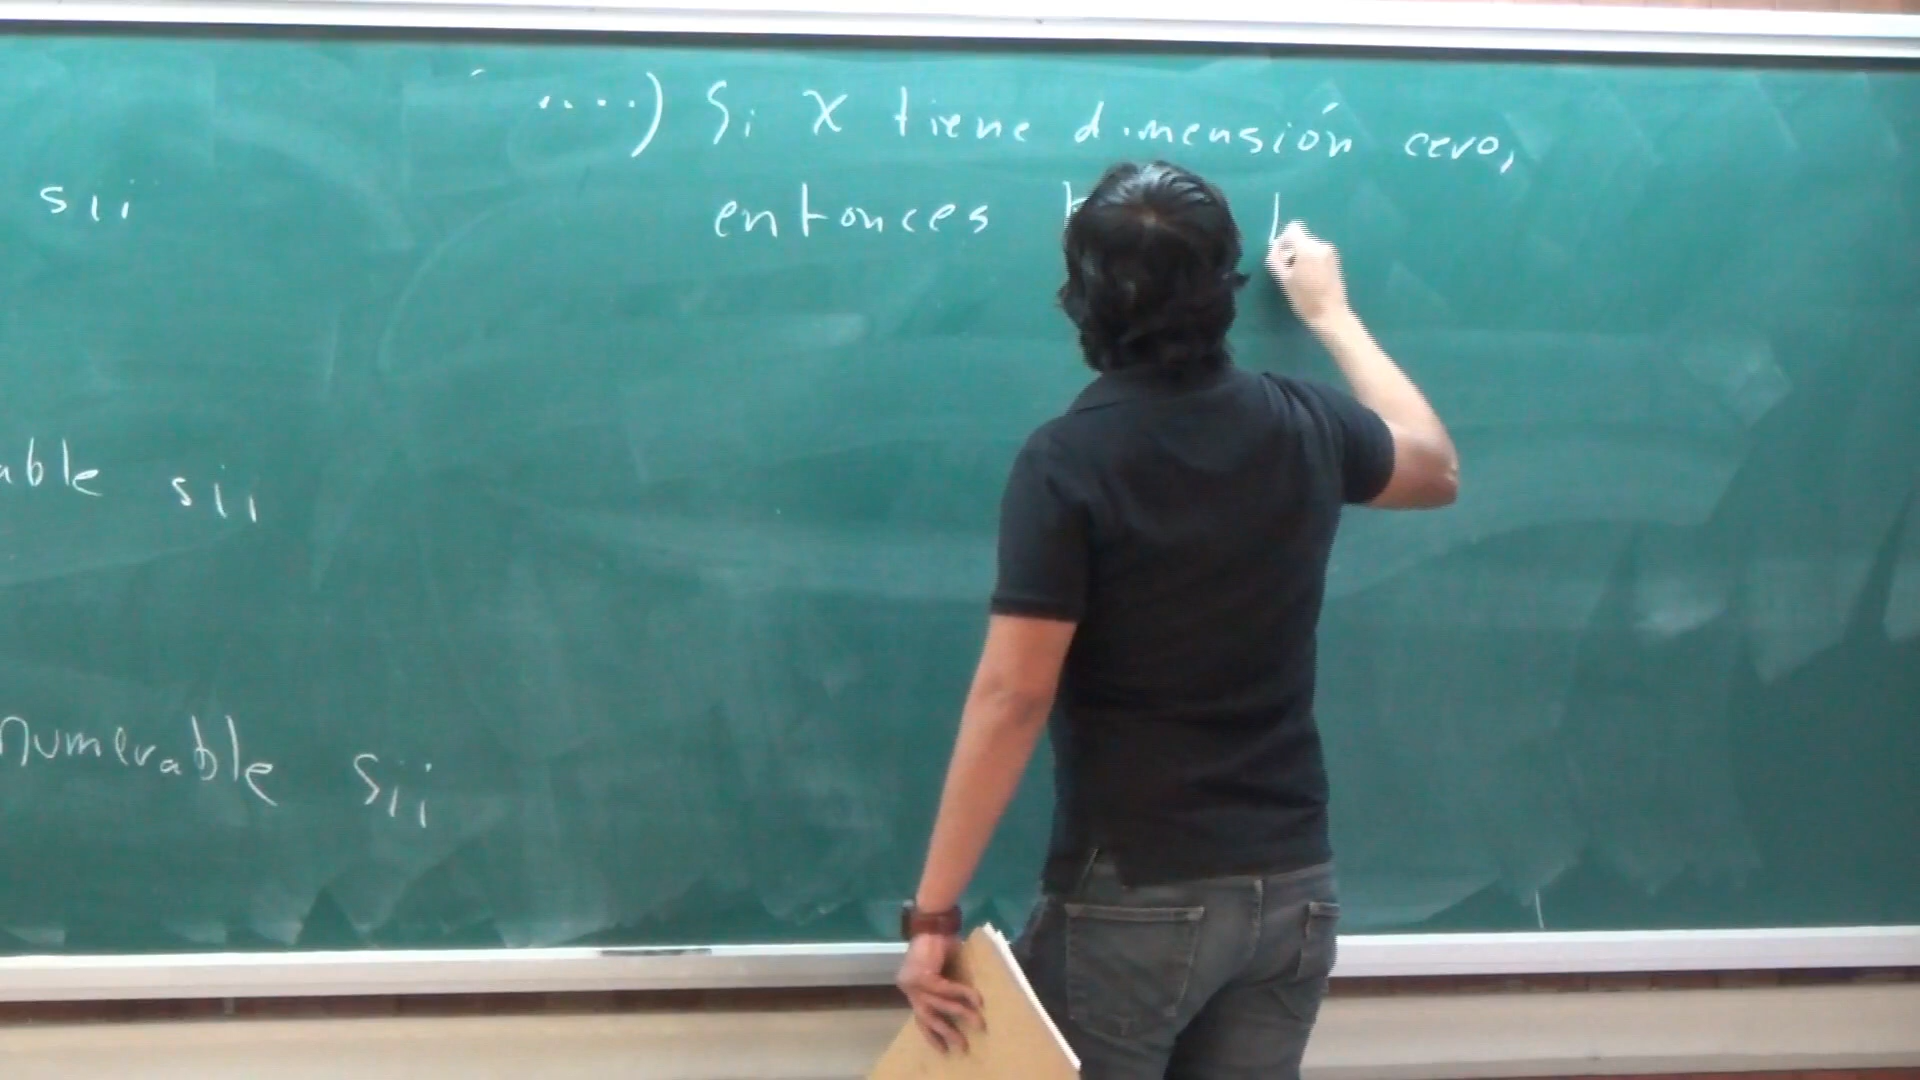 ....) Si X tiene dimensión cero,
sii
entonces
able sii
numerable sii